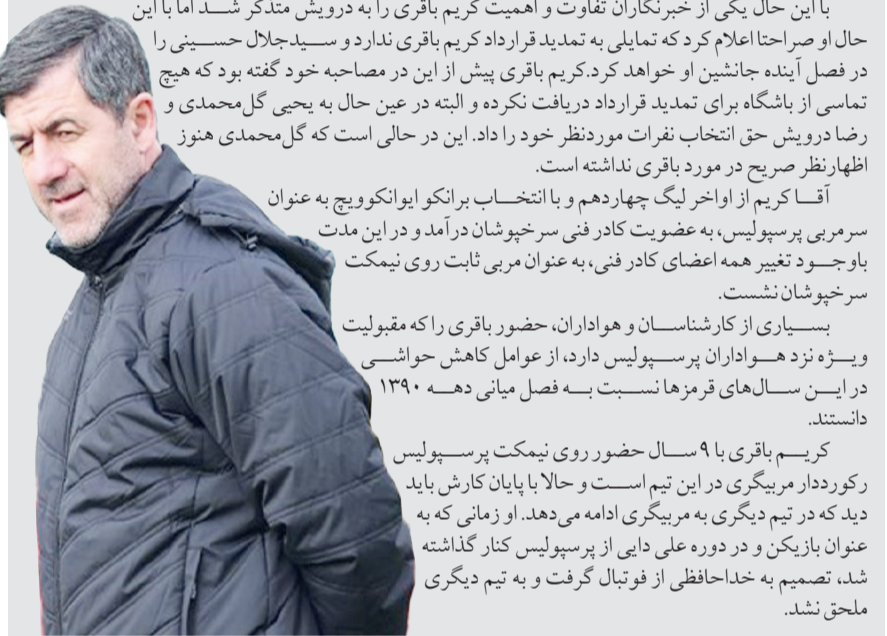 با این حال یکی از خبرنگاران تفاوت و اهمیت کریم باقری را به درویش متذکر شد اما با این
حال او صراحتا اعلام کرد که تمایلی به تمدید قرارداد کریم باقری ندارد و سیدجلال حسینی را
در فصل آینده جانشین او خواهد کرد.کریم باقری پیش از این در مصاحبه خود گفته بود که هیچ
تماسی از باشگاه برای تمدید قرارداد دریافت نکرده و البته در عین حال به یحیی گل‌محمدی و
رضا درویش حق انتخاب نفرات موردنظر خود را داد. این در حالی است که گل‌محمدی هنوز
اظهارنظر صریح در مورد باقری نداشته است.
آقا کریم از اواخر لیگ چهاردهم و با انتخاب برانکو ایوانکوویچ به عنوان
سرمربی پرسپولیس، به عضویت کادر فنی سرخپوشان درآمد و در این مدت
باوجود تغییر همه اعضای کادر فنی، به عنوان مربی ثابت روی نیمکت
سرخپوشان نشست.
بسیاری از کارشناسان و هواداران، حضور باقری را که مقبولیت
ویژه نزد هواداران پرسپولیس دارد، از عوامل کاهش حواشی
در این سال‌های قرمزها نسبت به فصل میانی دهه ۱۳۹۰
دانستند.
کریم باقری با ۹ سال حضور روی نیمکت پرسپولیس
رکورددار مربیگری در این تیم است و حالا با پایان کارش باید
دید که در تیم دیگری به مربیگری ادامه می‌دهد. او زمانی که به
عنوان بازیکن و در دوره علی دایی از پرسپولیس کنار گذاشته
شد، تصمیم به خداحافظی از فوتبال گرفت و به تیم دیگری
ملحق نشد.